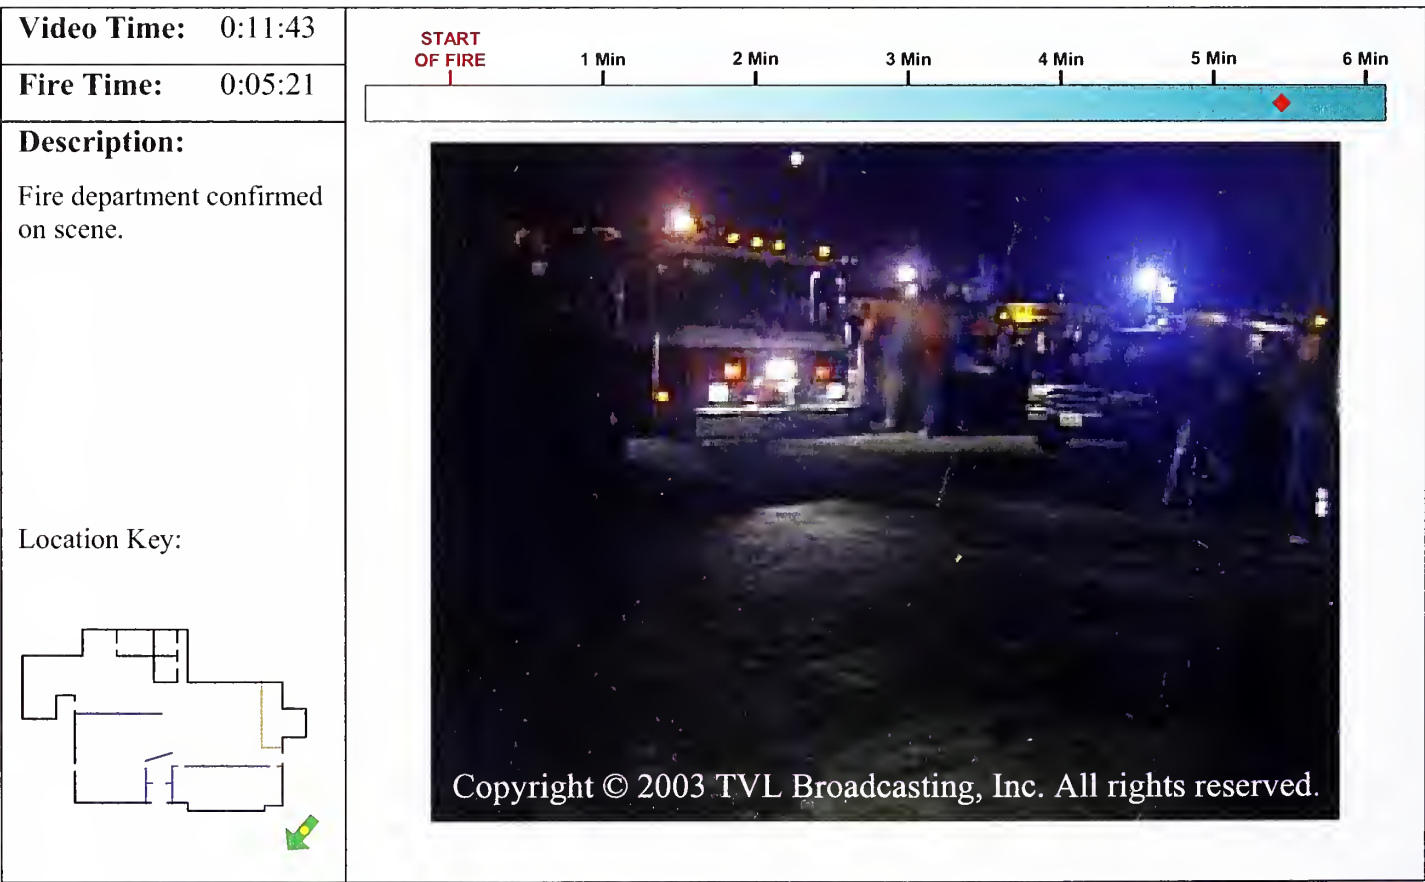 Video Time: 0:11:43
Fire Time: 0:05:21
Description:
Fire department confirmed
on scene.
Location Key:
START
OF FIRE
1 Min
2 Min
3 Min
4 Min
5 Min
6 Min
Copyright © 2003 TVL Broadcasting, Inc. All rights reserved.